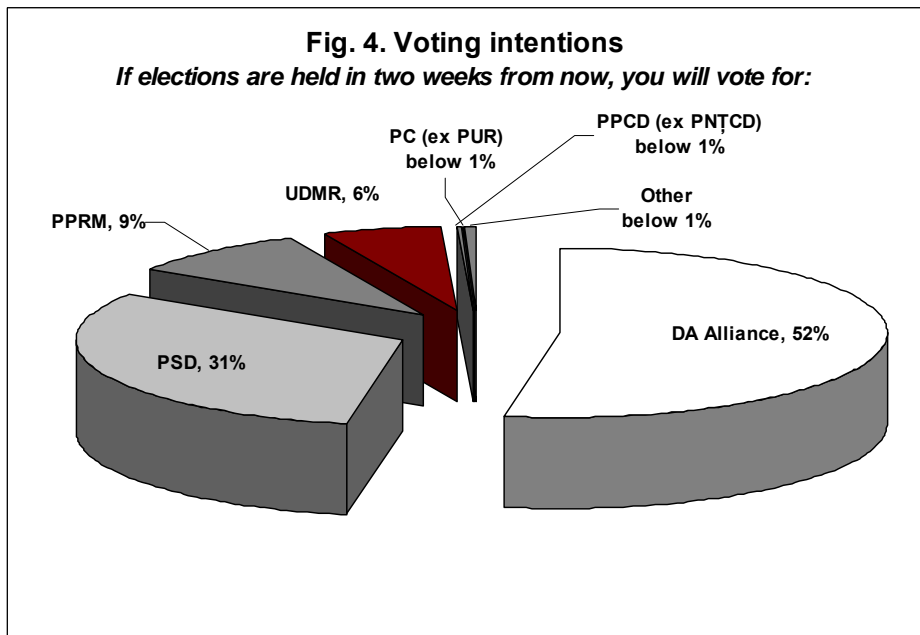 Fig. 4. Voting intentions
If elections are held in two weeks from now, you will vote for:
PPCD (ex PNŢCD)
below 1%
PC (ex PUR)
below 1%
Other
below 1%
UDMR, 6%
PPRM, 9%
DA Alliance, 52%
PSD, 31%